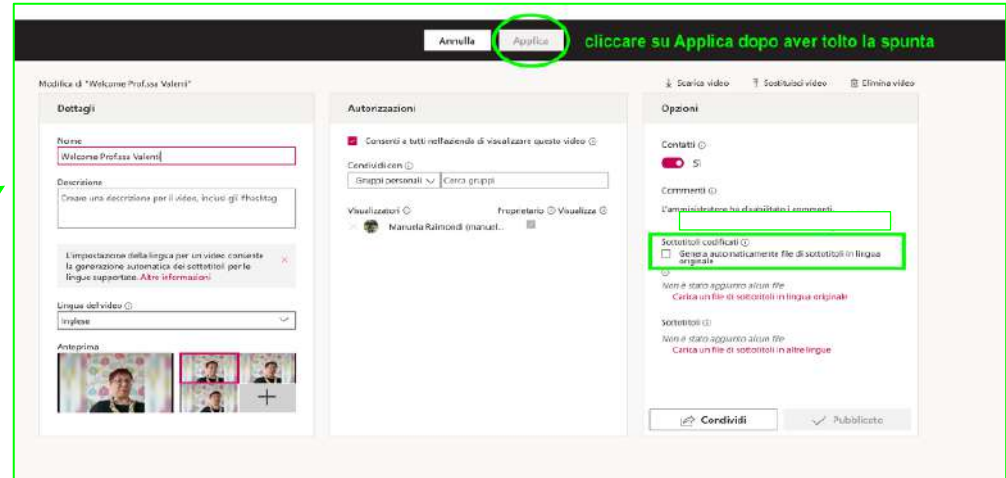 Annulla
Applica
cliccare su Applica dopo aver tolto la spunta
Modifica di "Welcome Prof.ssa Valenti"
Scarica video
Sostituisci video
Elimina video
Dettagli
Nome
Welcome Prof.ssa Valenti
Descrizione
Creare una descrizione per il video, inclusi gli #hashtag
L'impostazione della lingua per un video consente
la generazione automatica dei sottotitoli per le
lingue supportate. Altre informazioni
Lingua del video
Inglese
Anteprima
Autorizzazioni
Consenti a tutti nell'azienda di visualizzare questo video
Condividi con
Gruppi personali
Cerca gruppi
Visualizzatori
Proprietario
Visualizza
Manuela Raimondi (manuel...
Opzioni
Contatti
Sì
Commenti
L'amministratore ha disabilitato i commenti
Sottotitoli codificati
Genera automaticamente file di sottotitoli in lingua
originale
Non è stato aggiunto alcun file
Carica un file di sottotitoli in lingua originale
Sottotitoli
Non è stato aggiunto alcun file
Carica un file di sottotitoli in altre lingue
Condividi
Pubblicato